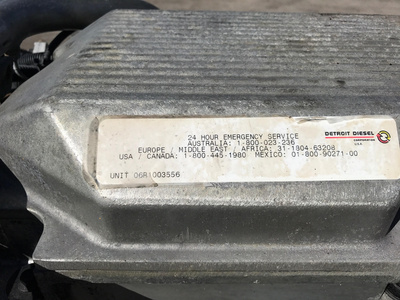 24 HOUR EMERGENCY SERVICE
AUSTRALIA: 1-800-023-236
EUROPE / MIDDLE EAST / AFRICA: 31-1804-63208
USA / CANADA: 1-800-445-1980 MEXICO: 01-800-90271-00
UNIT 06R1003556
DETROIT DIESEL
CORPORATION
U.S.A.